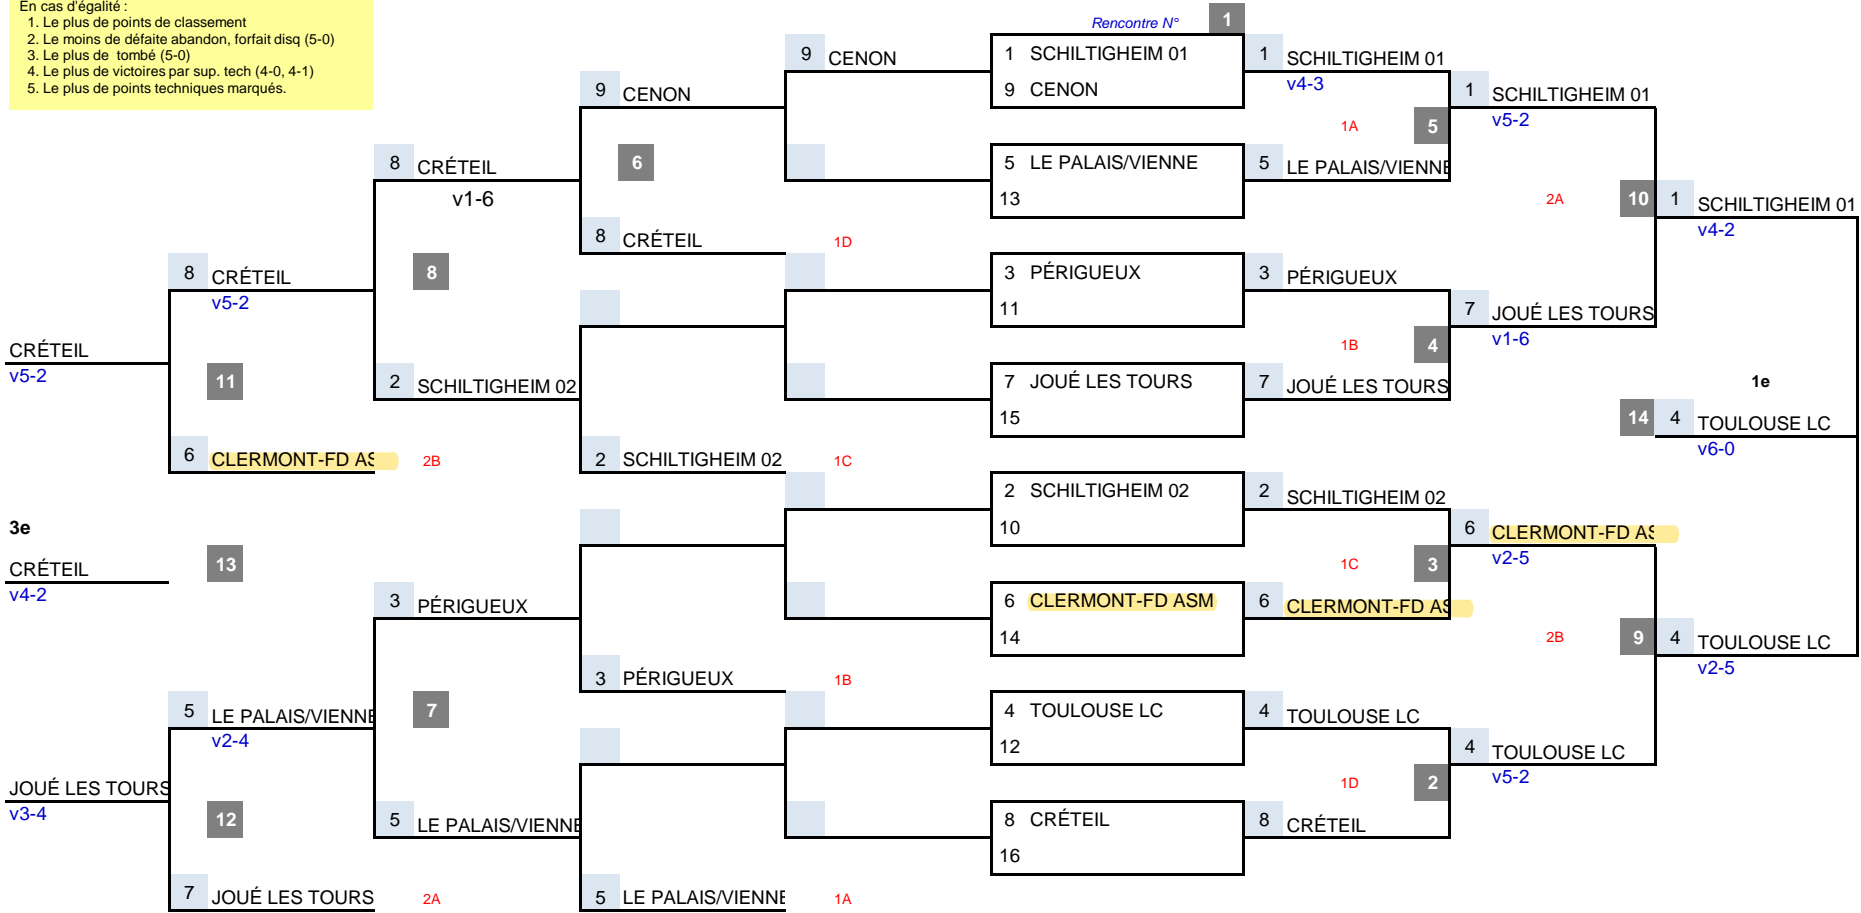 En cas d'égalité :
1. Le plus de points de classement
2. Le moins de défaite abandon, forfait disq (5-0)
3. Le plus de  tombé (5-0)
4. Le plus de victoires par sup. tech (4-0, 4-1)
5. Le plus de points techniques marqués.
CRÉTEIL
v5-2
3e
CRÉTEIL
v4-2
JOUÉ LES TOURS
v3-4
8 CRÉTEIL
v5-2
11
6 CLERMONT-FD AS
2B
13
5 LE PALAIS/VIENNE
v2-4
12
7 JOUÉ LES TOURS
2A
8 CRÉTEIL
v1-6
8
2 SCHILTIGHEIM 02
3 PÉRIGUEUX
7
5 LE PALAIS/VIENNE
9 CENON
6
8 CRÉTEIL
1D
2 SCHILTIGHEIM 02
1C
3 PÉRIGUEUX
1B
5 LE PALAIS/VIENNE
1A
9 CENON
Rencontre N°
1
1 SCHILTIGHEIM 01
9 CENON
5 LE PALAIS/VIENNE
13
3 PÉRIGUEUX
11
7 JOUÉ LES TOURS
15
2 SCHILTIGHEIM 02
10
6 CLERMONT-FD ASM
14
4 TOULOUSE LC
12
8 CRÉTEIL
16
1 SCHILTIGHEIM 01
v4-3
1A
5
5 LE PALAIS/VIENNE
3 PÉRIGUEUX
1B
4
7 JOUÉ LES TOURS
2 SCHILTIGHEIM 02
1C
3
6 CLERMONT-FD AS
4 TOULOUSE LC
1D
2
8 CRÉTEIL
1 SCHILTIGHEIM 01
v5-2
2A
10
7 JOUÉ LES TOURS
v1-6
6 CLERMONT-FD AS
v2-5
2B
9
4 TOULOUSE LC
v5-2
1 SCHILTIGHEIM 01
v4-2
1e
14
4 TOULOUSE LC
v6-0
4 TOULOUSE LC
v2-5